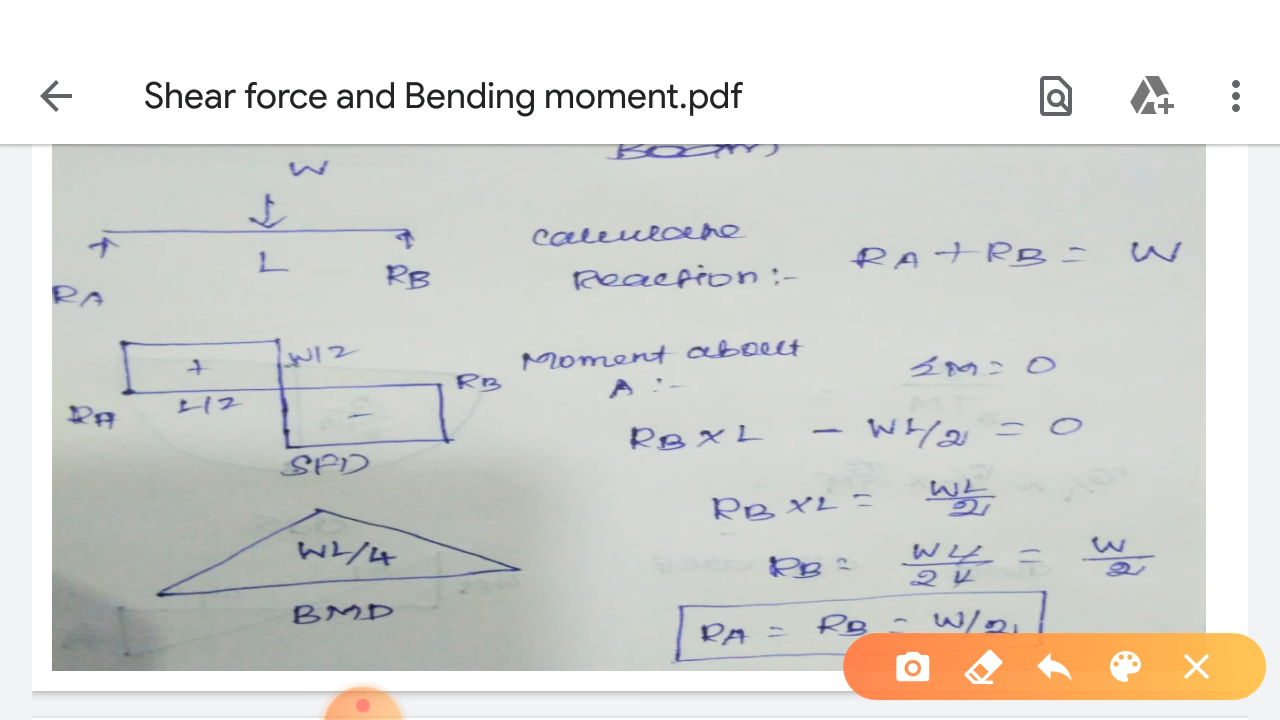 Shear force and Bending moment.pdf
W
L
RA
RB
Calculate
Reaction :-
RA + RB = W
+
W/2
L/2
RA
RB
-
SFD
Moment about
A :-
ΣM = 0
RB × L - WL/2 = 0
RB × L = WL/2
RB = WL/2L = W/2
RA = RB = W/2
WL/4
BMD